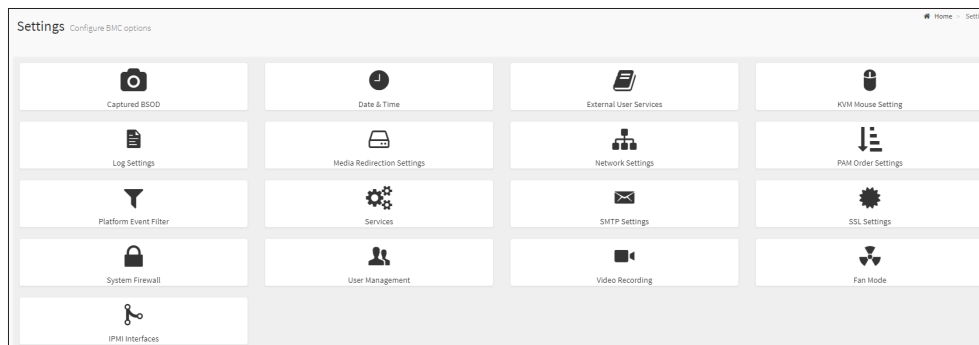 Settings Configure BMC options
Home > Setti
Captured BSOD
Date & Time
External User Services
KVM Mouse Setting
Log Settings
Media Redirection Settings
Network Settings
PAM Order Settings
Platform Event Filter
Services
SMTP Settings
SSL Settings
System Firewall
User Management
Video Recording
Fan Mode
IPMI Interfaces